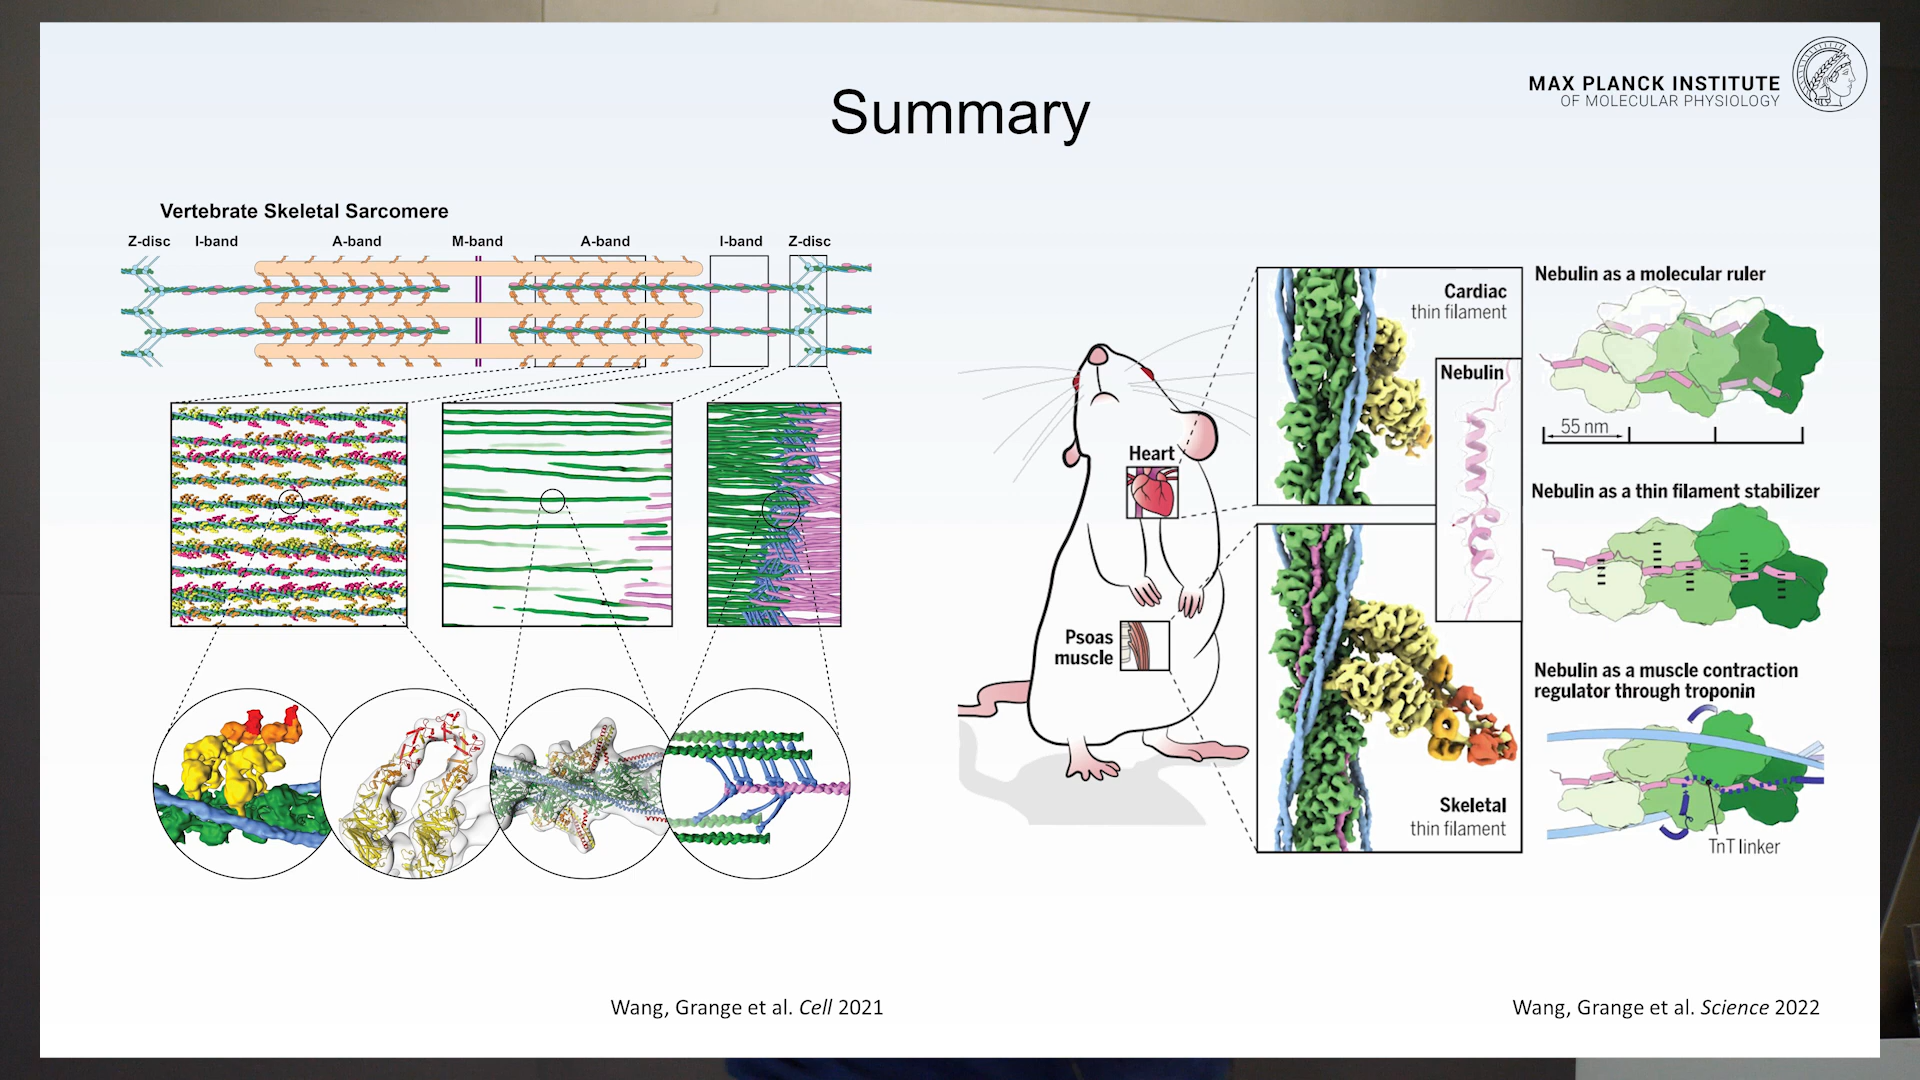 MAX PLANCK INSTITUTE
OF MOLECULAR PHYSIOLOGY
Summary
Vertebrate Skeletal Sarcomere
Z-disc I-band A-band M-band A-band I-band Z-disc
Cardiac
thin filament
Nebulin
Heart
Psoas
muscle
Skeletal
thin filament
Nebulin as a molecular ruler
55 nm
Nebulin as a thin filament stabilizer
Nebulin as a muscle contraction
regulator through troponin
TnT linker
Wang, Grange et al. Cell 2021
Wang, Grange et al. Science 2022